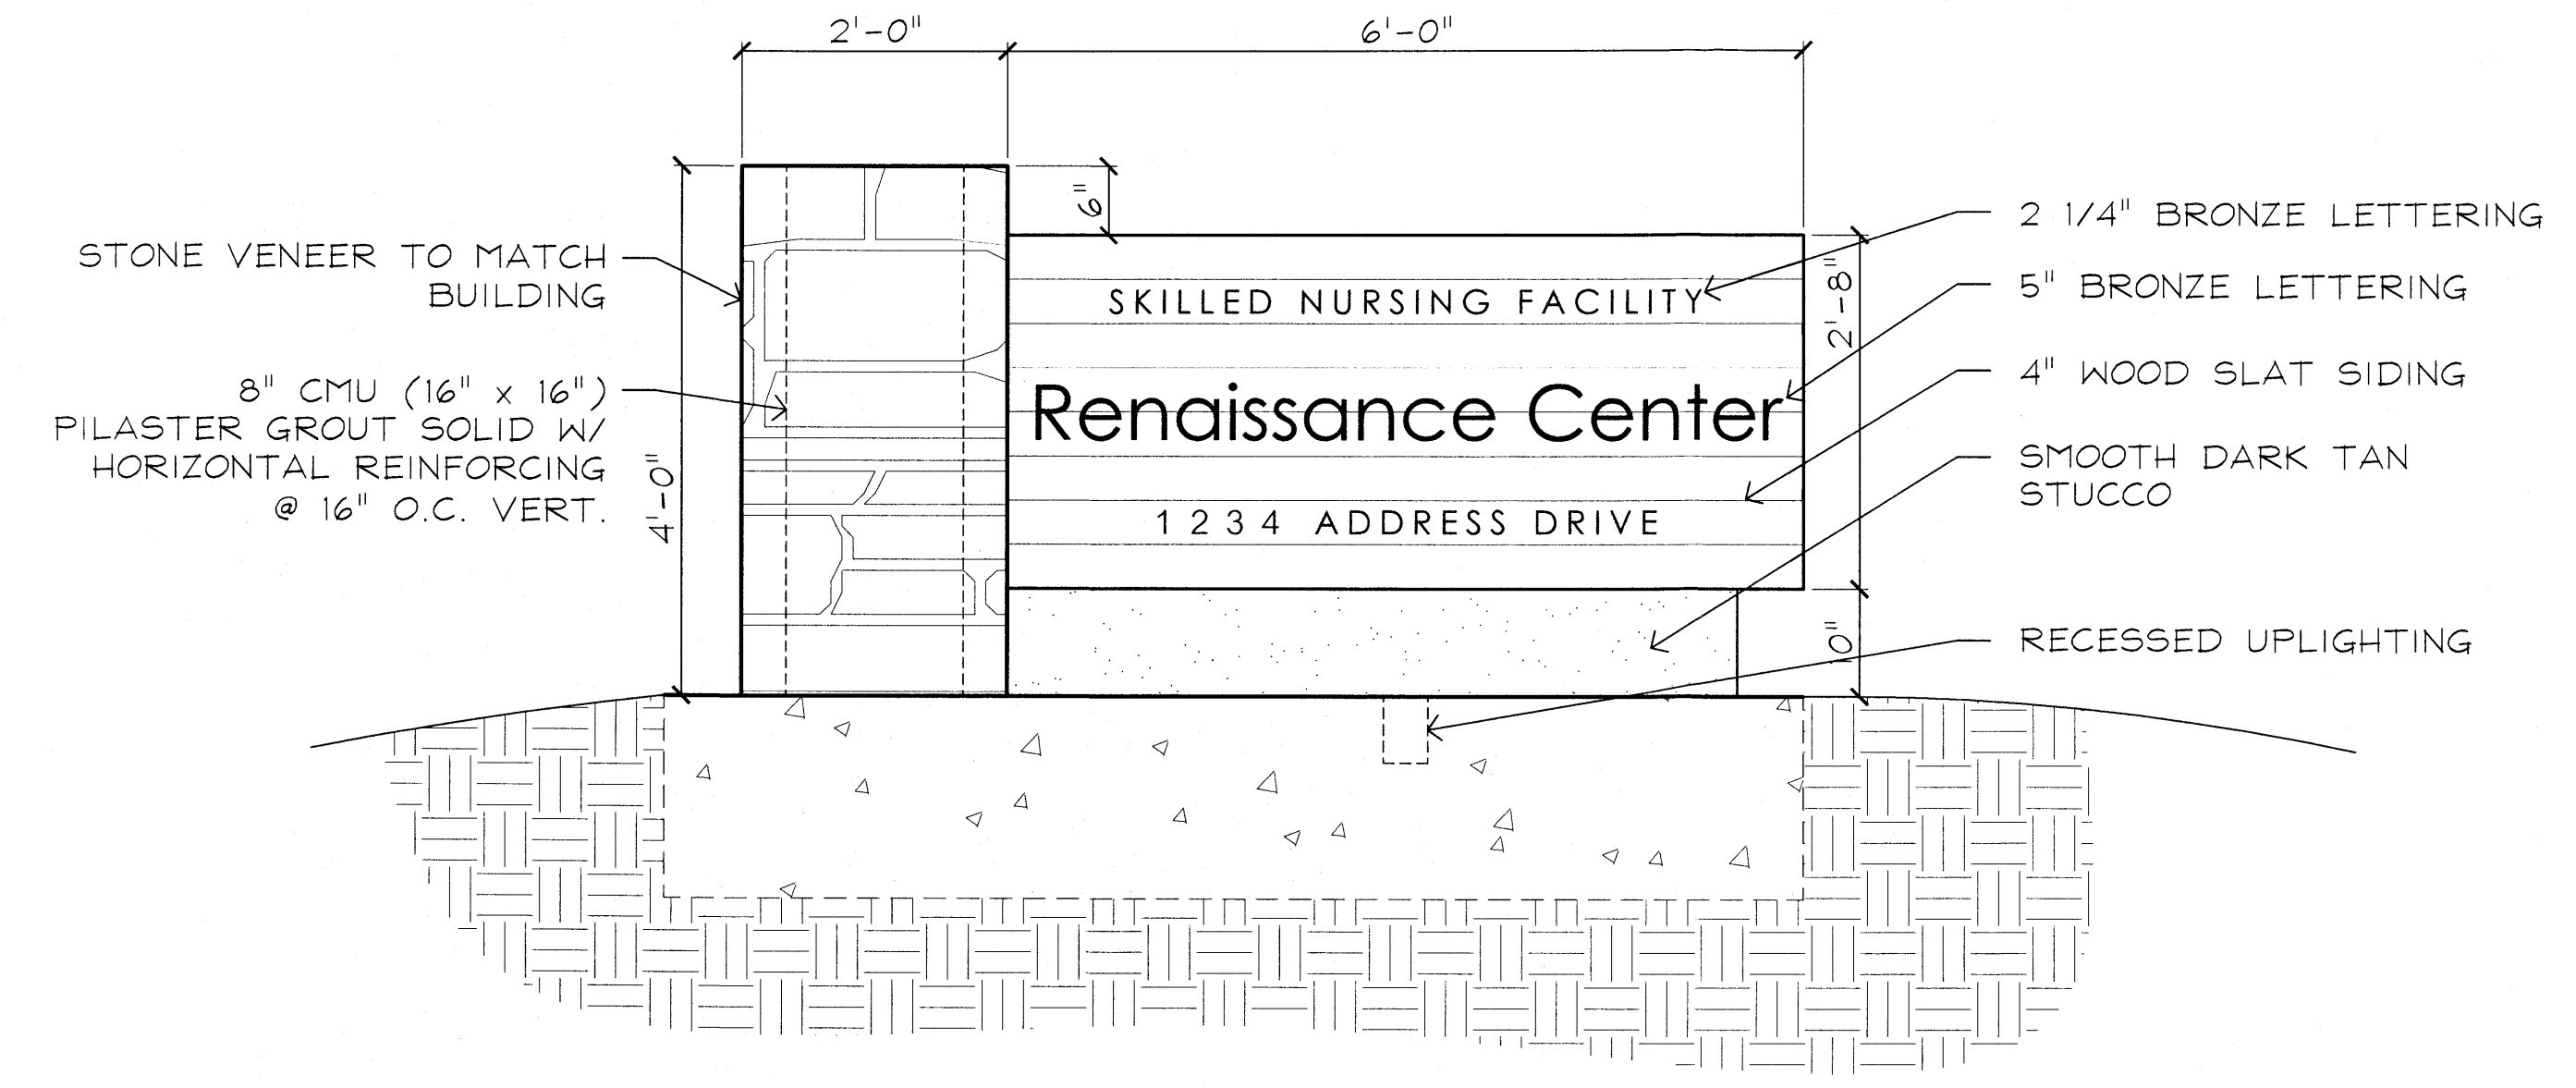 2'-0"
6'-0"
6"
STONE VENEER TO MATCH
BUILDING
8" CMU (16" x 16")
PILASTER GROUT SOLID W/
HORIZONTAL REINFORCING
@ 16" O.C. VERT.
4'-0"
SKILLED NURSING FACILITY
Renaissance Center
1234 ADDRESS DRIVE
2'-8"
2 1/4" BRONZE LETTERING
5" BRONZE LETTERING
4" WOOD SLAT SIDING
SMOOTH DARK TAN
STUCCO
RECESSED UPLIGHTING